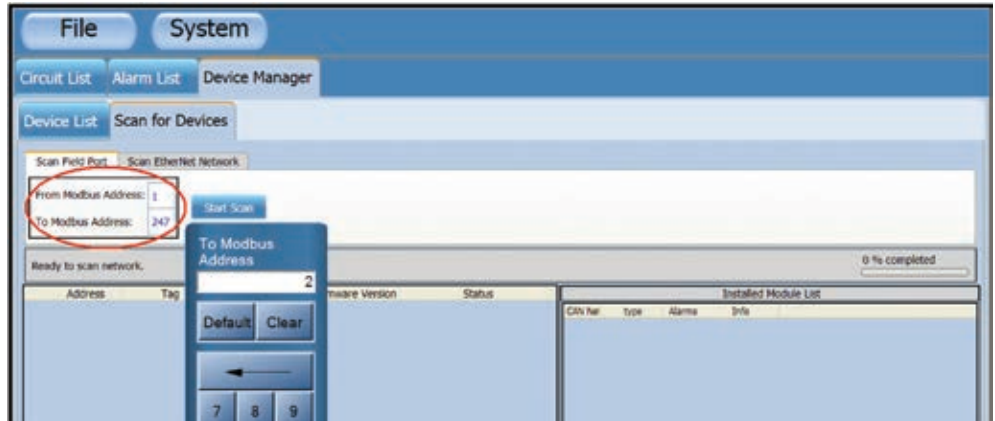 File System
Circuit List Alarm List Device Manager
Device List Scan for Devices
Scan Field Port Scan EtherNet Network
From Modbus Address: 1
To Modbus Address: 247
Start Scan
To Modbus
Address
2
Ready to scan network.
0 % completed
Address Tag mware Version Status
Installed Module List
CAN Net type Alarms Info
Default Clear
7 8 9